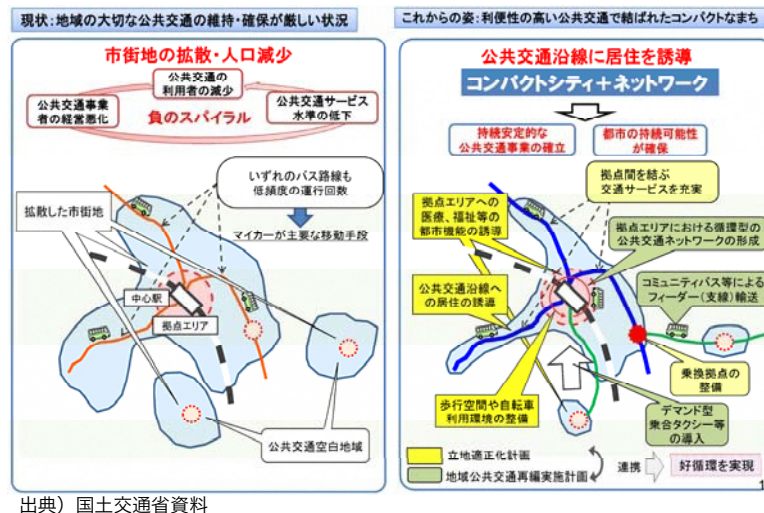 現状：地域の大切な公共交通の維持・確保が厳しい状況
市街地の拡散・人口減少
公共交通の
利用者の減少
公共交通事業
者の経営悪化
公共交通サービス
水準の低下
負のスパイラル
いずれのバス路線も
低頻度の運行回数
マイカーが主要な移動手段
拡散した市街地
中心駅
拠点エリア
公共交通空白地域
これからの姿：利便性の高い公共交通で結ばれたコンパクトなまち
公共交通沿線に居住を誘導
コンパクトシティ＋ネットワーク
持続安定的な
公共交通事業の確立
都市の持続可能性
が確保
拠点間を結ぶ
交通サービスを充実
拠点エリアへの
医療、福祉等の
都市機能の誘導
拠点エリアにおける循環型の
公共交通ネットワークの形成
公共交通沿線へ
の居住の誘導
コミュニティバス等による
フィーダー（支線）輸送
乗換拠点の
整備
歩行空間や自転車
利用環境の整備
デマンド型
乗合タクシー等
の導入
立地適正化計画
地域公共交通再編実施計画
連携
好循環を実現
1
出典）国土交通省資料